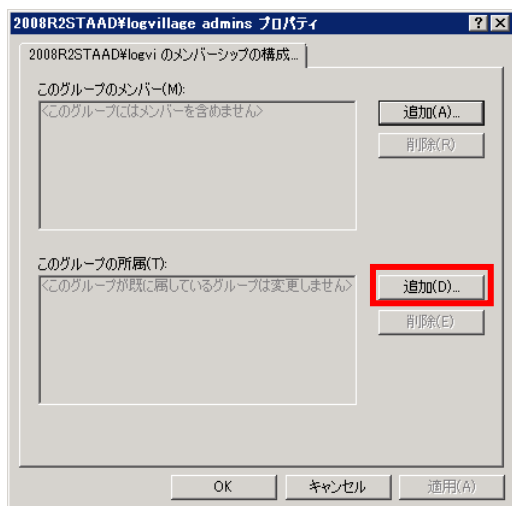 2008R2STAAD¥logvillage admins プロパティ
2008R2STAAD¥logvi のメンバーシップの構成...
このグループのメンバー(M):
<このグループにはメンバーを含めません>
追加(A)...
削除(R)
このグループの所属(T):
<このグループが既に属しているグループは変更しません>
追加(D)...
削除(E)
OK
キャンセル
適用(A)